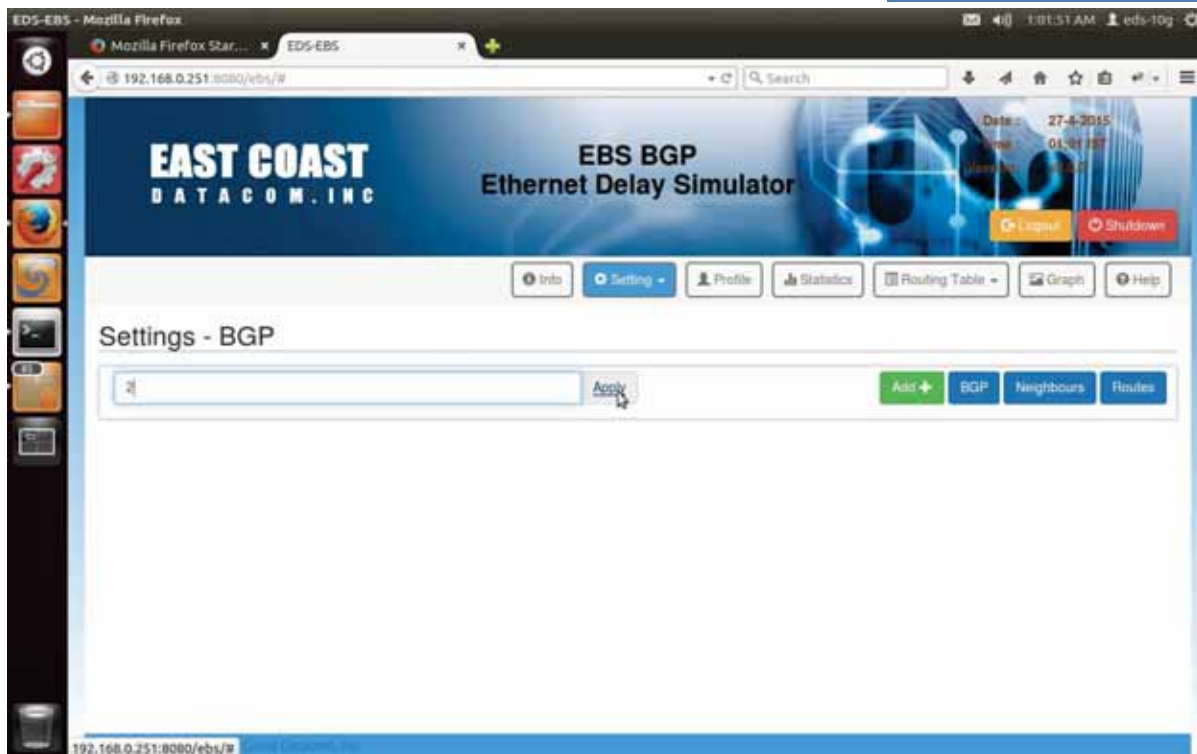 EDS-EBS - Mozilla Firefox
1:01:51 AM eds-10g
Mozilla Firefox Star...
EDS-EBS
192.168.0.251:8080/ebs/#
Search
EAST COAST
DATACOM.INC
EBS BGP
Ethernet Delay Simulator
Date : 27-4-2015
01:01 IST
Logout
Shutdown
Info
Setting
Profile
Statistics
Routing Table
Graph
Help
Settings - BGP
2
Apply
Add
BGP
Neighbours
Routes
192.168.0.251:8080/ebs/#